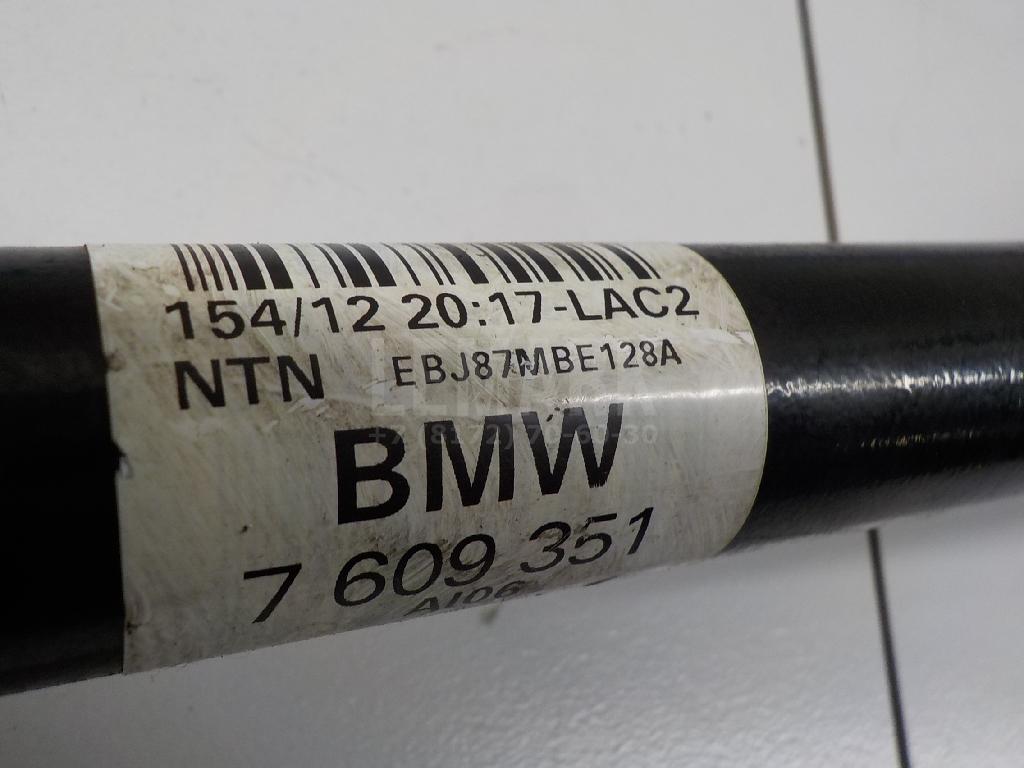 154/12 20:17-LAC2
NTN EBJ87MBE128A
BMW
7 609 351